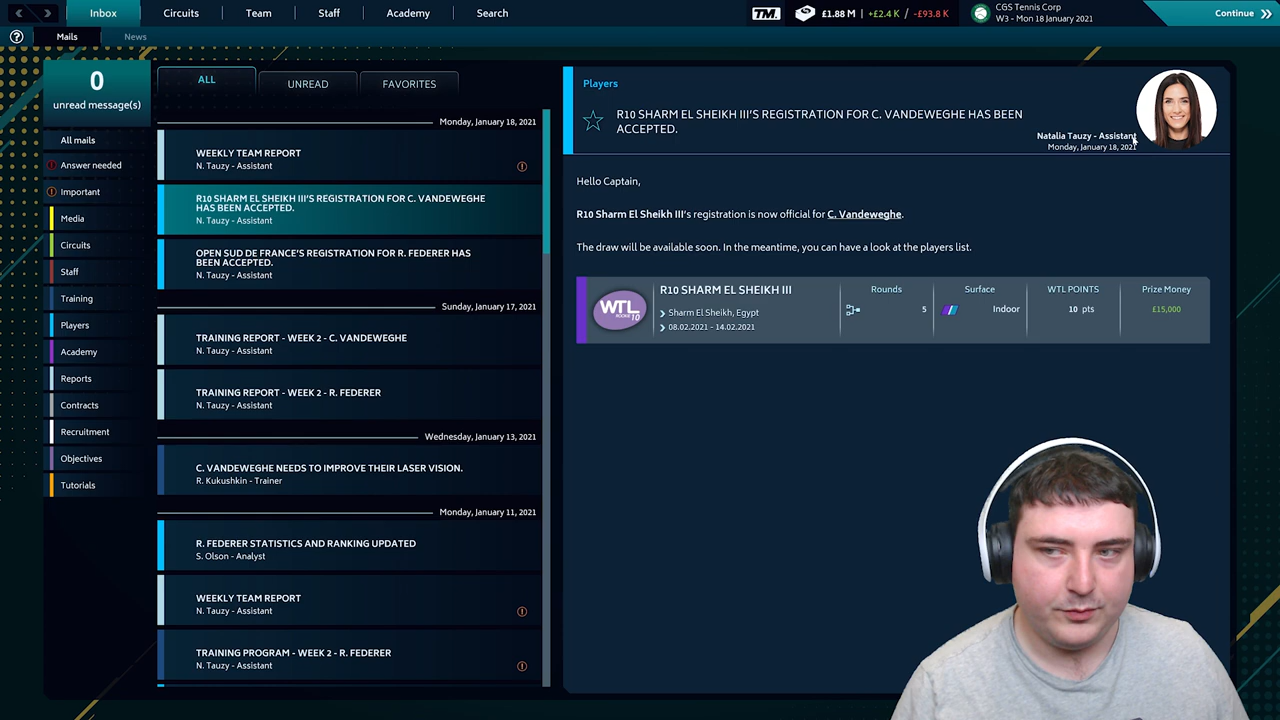 Inbox
Circuits
Team
Staff
Academy
Search
TM.
£1.88 M
+£2.4 K / -£93.8 K
CGS Tennis Corp
W3 - Mon 18 January 2021
Continue
Mails
News
0
unread message(s)
All mails
Answer needed
Important
Media
Circuits
Staff
Training
Players
Academy
Reports
Contracts
Recruitment
Objectives
Tutorials
ALL
UNREAD
FAVORITES
Monday, January 18, 2021
WEEKLY TEAM REPORT
N. Tauzy - Assistant
R10 SHARM EL SHEIKH III'S REGISTRATION FOR C. VANDEWEGHE
HAS BEEN ACCEPTED.
N. Tauzy - Assistant
OPEN SUD DE FRANCE'S REGISTRATION FOR R. FEDERER HAS
BEEN ACCEPTED.
N. Tauzy - Assistant
Sunday, January 17, 2021
TRAINING REPORT - WEEK 2 - C. VANDEWEGHE
N. Tauzy - Assistant
TRAINING REPORT - WEEK 2 - R. FEDERER
N. Tauzy - Assistant
Wednesday, January 13, 2021
C. VANDEWEGHE NEEDS TO IMPROVE THEIR LASER VISION.
R. Kukushkin - Trainer
Monday, January 11, 2021
R. FEDERER STATISTICS AND RANKING UPDATED
S. Olson - Analyst
WEEKLY TEAM REPORT
N. Tauzy - Assistant
TRAINING PROGRAM - WEEK 2 - R. FEDERER
N. Tauzy - Assistant
Players
R10 SHARM EL SHEIKH III'S REGISTRATION FOR C. VANDEWEGHE HAS BEEN
ACCEPTED.
Natalia Tauzy - Assistant
Monday, January 18, 2021
Hello Captain,
R10 Sharm El Sheikh III's registration is now official for C. Vandeweghe.
The draw will be available soon. In the meantime, you can have a look at the players list.
WTL
ROOKIE 10
R10 SHARM EL SHEIKH III
Sharm El Sheikh, Egypt
08.02.2021 - 14.02.2021
Rounds
5
Surface
Indoor
WTL POINTS
10 pts
Prize Money
£15,000